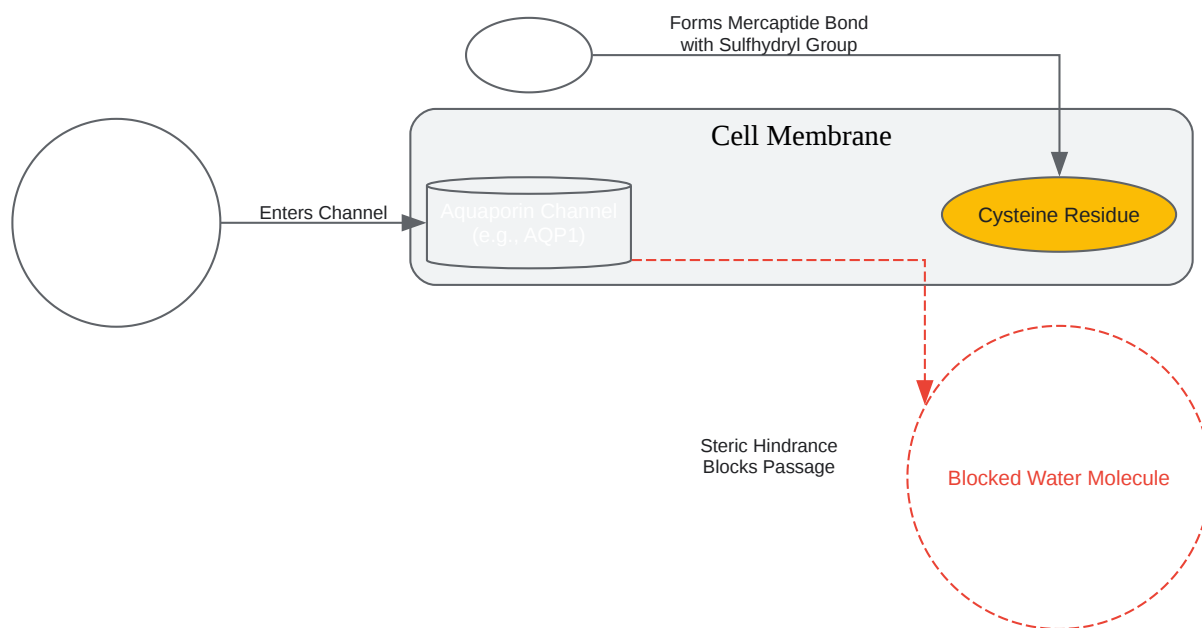 Forms Mercaptide Bond
with Sulfhydryl Group
Cell Membrane
Enters Channel
Aquaporin Channel
(e.g., AQP1)
Cysteine Residue
Steric Hindrance
Blocks Passage
Blocked Water Molecule